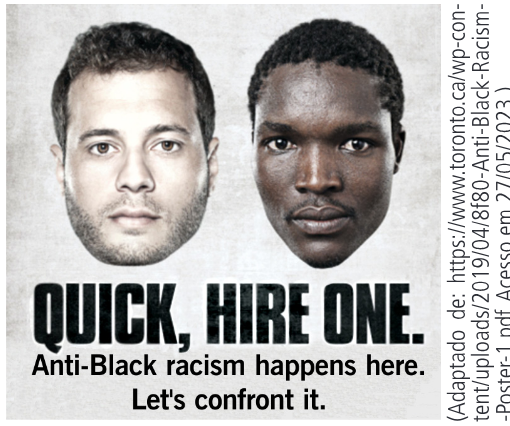 QUICK, HIRE ONE.
Anti-Black racism happens here.
Let's confront it.
(Adaptado de: https://www.toronto.ca/wp-con-
tent/uploads/2019/04/8f80-Anti-Black-Racism-
-Poster-1.pdf. Acesso em 27/05/2023.)